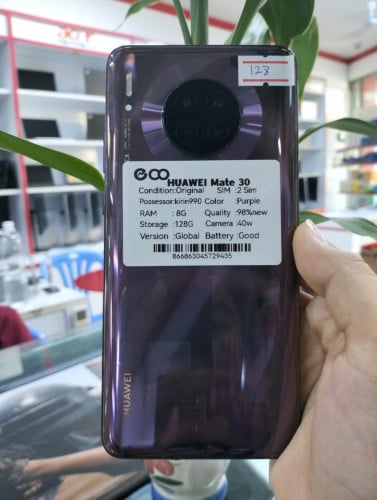 128
HUAWEI Mate 30
Condition:Original SIM :2 Sim
Possessor:kirin990 Color :Purple
RAM :8G Quality :98%new
Storage :128G Camera :40w
Version :Global Battery :Good
866863045729435
HUAWEI